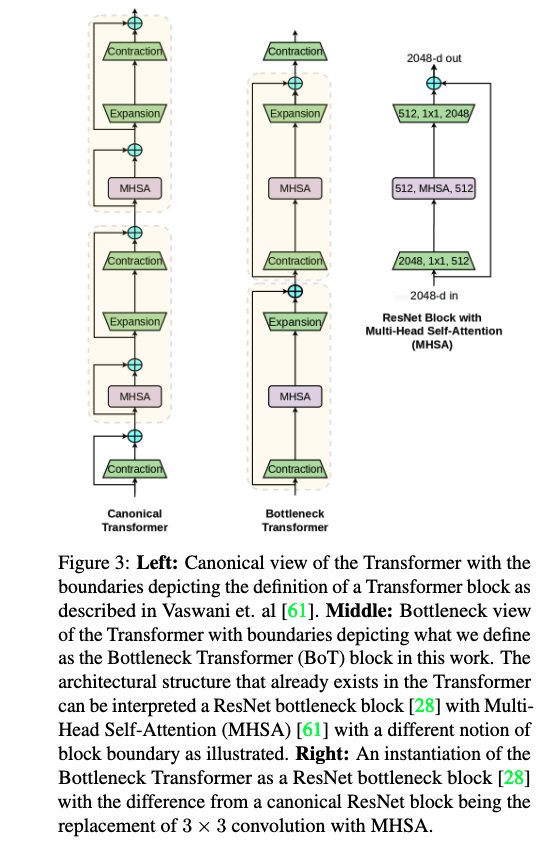 Contraction
Expansion
MHSA
Contraction
Expansion
MHSA
Contraction
Canonical
Transformer
Contraction
Expansion
MHSA
Contraction
Expansion
MHSA
Contraction
Bottleneck
Transformer
2048-d out
512, 1x1, 2048
512, MHSA, 512
2048, 1x1, 512
2048-d in
ResNet Block with
Multi-Head Self-Attention
(MHSA)
Figure 3: Left: Canonical view of the Transformer with the
boundaries depicting the definition of a Transformer block as
described in Vaswani et. al [61]. Middle: Bottleneck view
of the Transformer with boundaries depicting what we define
as the Bottleneck Transformer (BoT) block in this work. The
architectural structure that already exists in the Transformer
can be interpreted a ResNet bottleneck block [28] with Multi-
Head Self-Attention (MHSA) [61] with a different notion of
block boundary as illustrated. Right: An instantiation of the
Bottleneck Transformer as a ResNet bottleneck block [28]
with the difference from a canonical ResNet block being the
replacement of 3 × 3 convolution with MHSA.